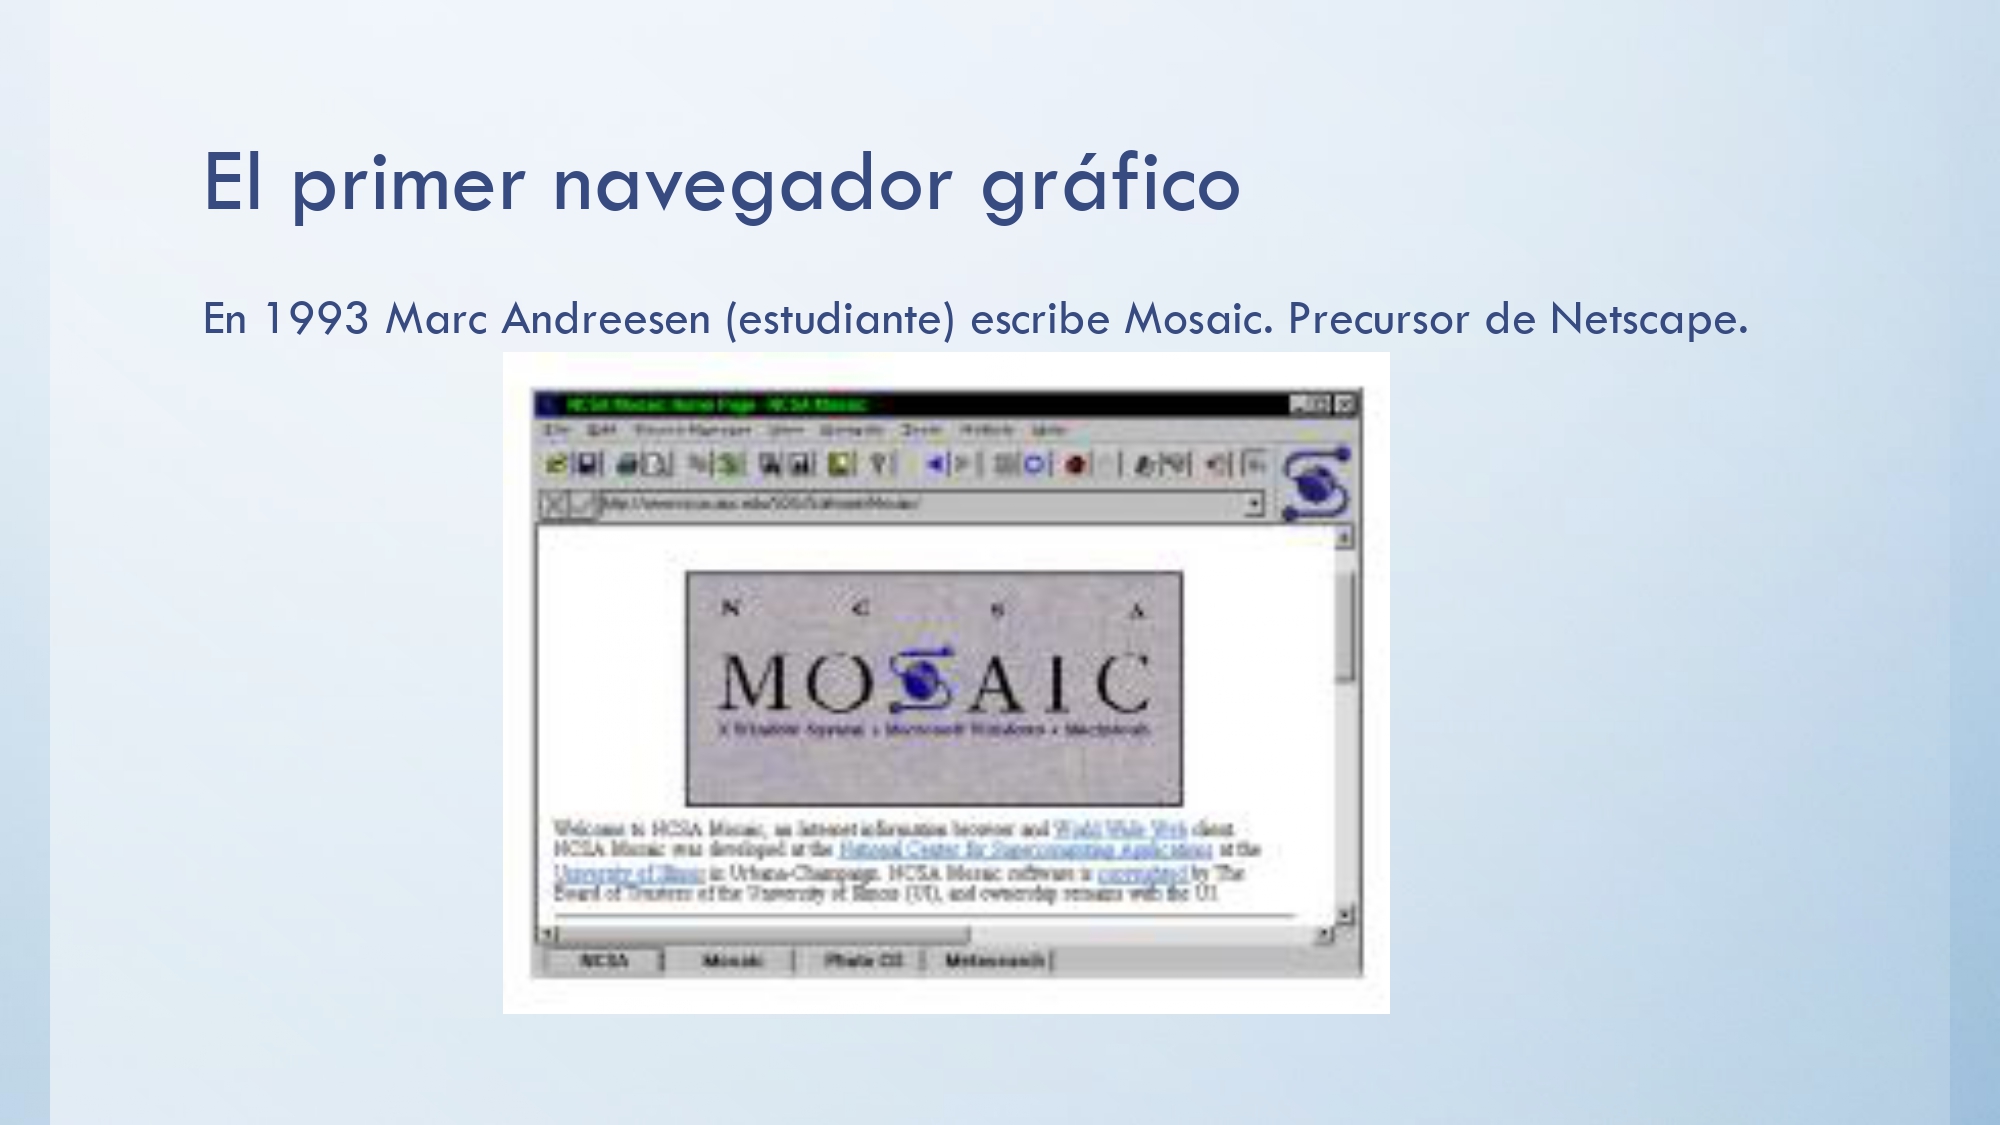 El primer navegador gráfico
En 1993 Marc Andreesen (estudiante) escribe Mosaic. Precursor de Netscape.
NCSA Mosaic Home Page - NCSA Mosaic
N C S A
MOSAIC
X Window System • Microsoft Windows • Macintosh
Welcome to NCSA Mosaic, an Internet information browser and World Wide Web client.
NCSA Mosaic was developed at the National Center for Supercomputing Applications at the
University of Illinois in Urbana-Champaign. NCSA Mosaic software is copyrighted by The
Board of Trustees of the University of Illinois (UI), and ownership remains with the UI.
NCSA Mosaic Photo CD Metasearch